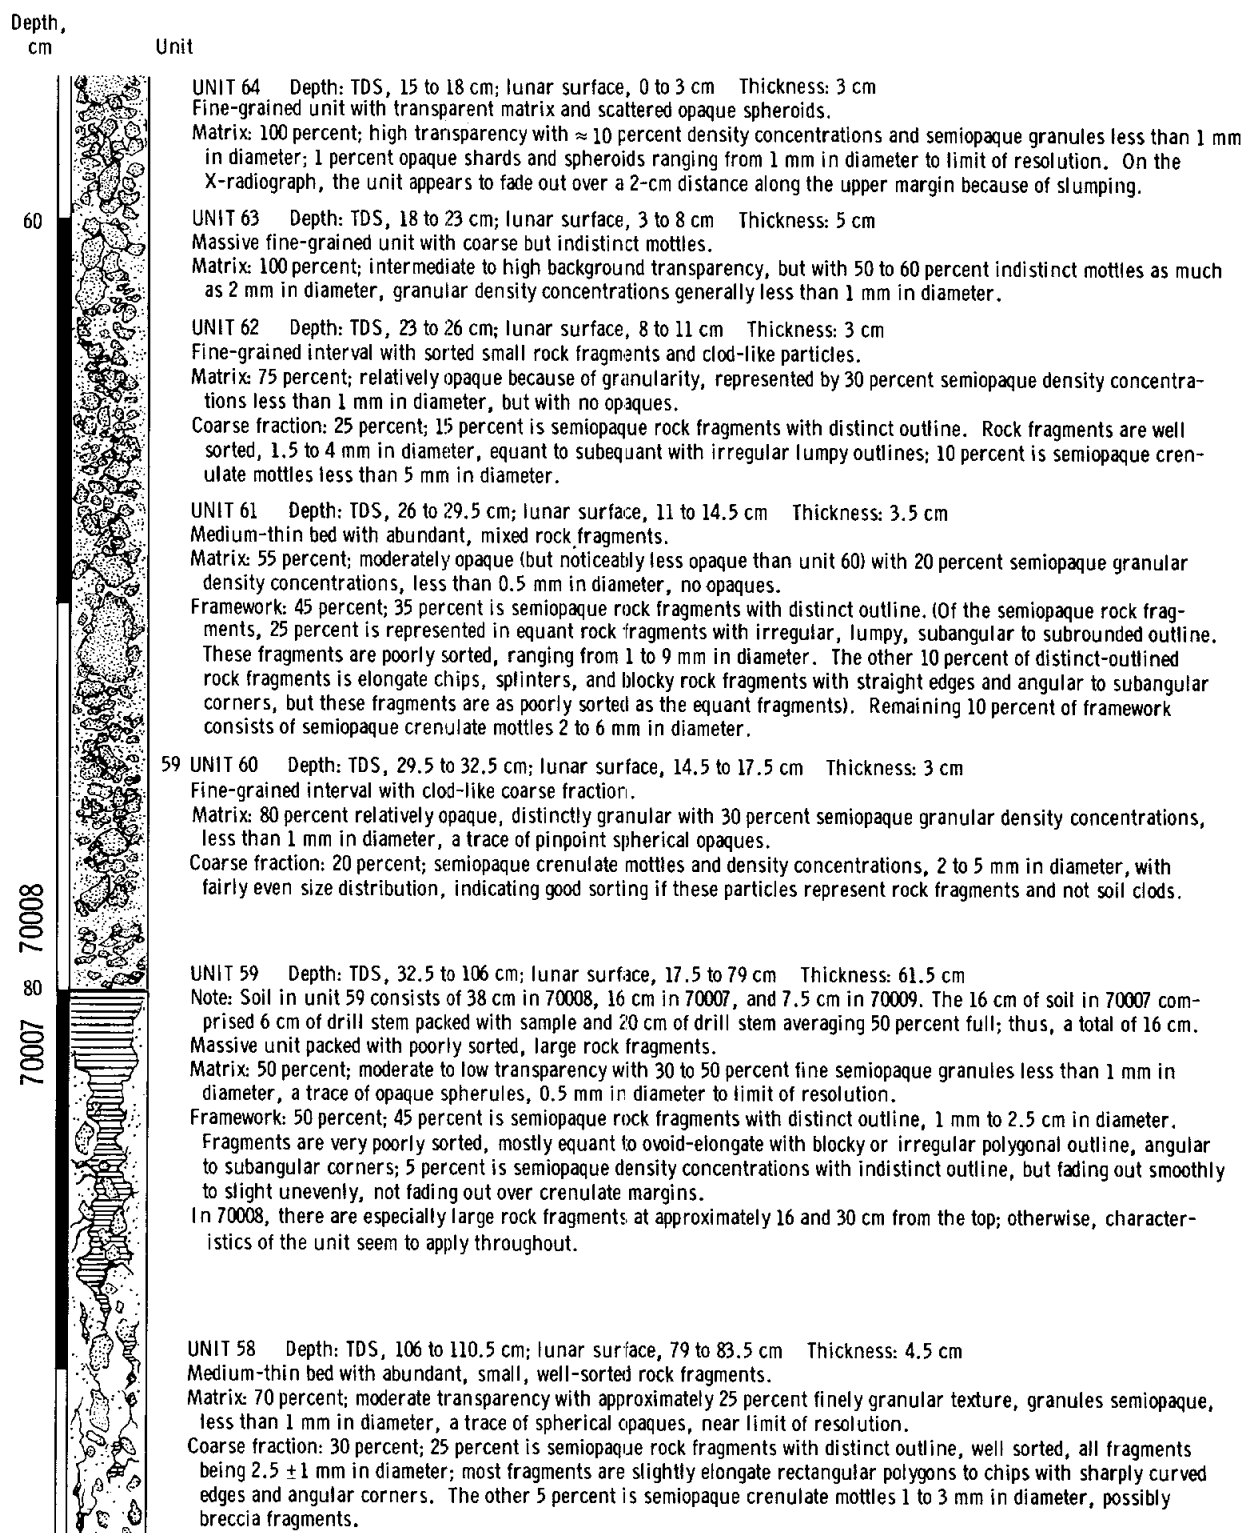 Depth,
cm
Unit
UNIT 64 Depth: TDS, 15 to 18 cm; lunar surface, 0 to 3 cm Thickness: 3 cm
Fine-grained unit with transparent matrix and scattered opaque spheroids.
Matrix: 100 percent; high transparency with ≈ 10 percent density concentrations and semiopaque granules less than 1 mm
in diameter; 1 percent opaque shards and spheroids ranging from 1 mm in diameter to limit of resolution. On the
X-radiograph, the unit appears to fade out over a 2-cm distance along the upper margin because of slumping.
60
UNIT 63 Depth: TDS, 18 to 23 cm; lunar surface, 3 to 8 cm Thickness: 5 cm
Massive fine-grained unit with coarse but indistinct mottles.
Matrix: 100 percent; intermediate to high background transparency, but with 50 to 60 percent indistinct mottles as much
as 2 mm in diameter, granular density concentrations generally less than 1 mm in diameter.
UNIT 62 Depth: TDS, 23 to 26 cm; lunar surface, 8 to 11 cm Thickness: 3 cm
Fine-grained interval with sorted small rock fragments and clod-like particles.
Matrix: 75 percent; relatively opaque because of granularity, represented by 30 percent semiopaque density concentra-
tions less than 1 mm in diameter, but with no opaques.
Coarse fraction: 25 percent; 15 percent is semiopaque rock fragments with distinct outline. Rock fragments are well
sorted, 1.5 to 4 mm in diameter, equant to subequant with irregular lumpy outlines; 10 percent is semiopaque cren-
ulate mottles less than 5 mm in diameter.
UNIT 61 Depth: TDS, 26 to 29.5 cm; lunar surface, 11 to 14.5 cm Thickness: 3.5 cm
Medium-thin bed with abundant, mixed rock fragments.
Matrix: 55 percent; moderately opaque (but noticeably less opaque than unit 60) with 20 percent semiopaque granular
density concentrations, less than 0.5 mm in diameter, no opaques.
Framework: 45 percent; 35 percent is semiopaque rock fragments with distinct outline. (Of the semiopaque rock frag-
ments, 25 percent is represented in equant rock fragments with irregular, lumpy, subangular to subrounded outline.
These fragments are poorly sorted, ranging from 1 to 9 mm in diameter. The other 10 percent of distinct-outlined
rock fragments is elongate chips, splinters, and blocky rock fragments with straight edges and angular to subangular
corners, but these fragments are as poorly sorted as the equant fragments). Remaining 10 percent of framework
consists of semiopaque crenulate mottles 2 to 6 mm in diameter.
59 UNIT 60 Depth: TDS, 29.5 to 32.5 cm; lunar surface, 14.5 to 17.5 cm Thickness: 3 cm
Fine-grained interval with clod-like coarse fraction.
Matrix: 80 percent relatively opaque, distinctly granular with 30 percent semiopaque granular density concentrations,
less than 1 mm in diameter, a trace of pinpoint spherical opaques.
Coarse fraction: 20 percent; semiopaque crenulate mottles and density concentrations, 2 to 5 mm in diameter, with
fairly even size distribution, indicating good sorting if these particles represent rock fragments and not soil clods.
70008
UNIT 59 Depth: TDS, 32.5 to 106 cm; lunar surface, 17.5 to 79 cm Thickness: 61.5 cm
80
Note: Soil in unit 59 consists of 38 cm in 70008, 16 cm in 70007, and 7.5 cm in 70009. The 16 cm of soil in 70007 com-
prised 6 cm of drill stem packed with sample and 20 cm of drill stem averaging 50 percent full; thus, a total of 16 cm.
70007
Massive unit packed with poorly sorted, large rock fragments.
Matrix: 50 percent; moderate to low transparency with 30 to 50 percent fine semiopaque granules less than 1 mm in
diameter, a trace of opaque spherules, 0.5 mm in diameter to limit of resolution.
Framework: 50 percent; 45 percent is semiopaque rock fragments with distinct outline, 1 mm to 2.5 cm in diameter.
Fragments are very poorly sorted, mostly equant to ovoid-elongate with blocky or irregular polygonal outline, angular
to subangular corners; 5 percent is semiopaque density concentrations with indistinct outline, but fading out smoothly
to slight unevenly, not fading out over crenulate margins.
In 70008, there are especially large rock fragments at approximately 16 and 30 cm from the top; otherwise, character-
istics of the unit seem to apply throughout.
UNIT 58 Depth: TDS, 106 to 110.5 cm; lunar surface, 79 to 83.5 cm Thickness: 4.5 cm
Medium-thin bed with abundant, small, well-sorted rock fragments.
Matrix: 70 percent; moderate transparency with approximately 25 percent finely granular texture, granules semiopaque,
less than 1 mm in diameter, a trace of spherical opaques, near limit of resolution.
Coarse fraction: 30 percent; 25 percent is semiopaque rock fragments with distinct outline, well sorted, all fragments
being 2.5 ±1 mm in diameter; most fragments are slightly elongate rectangular polygons to chips with sharply curved
edges and angular corners. The other 5 percent is semiopaque crenulate mottles 1 to 3 mm in diameter, possibly
breccia fragments.